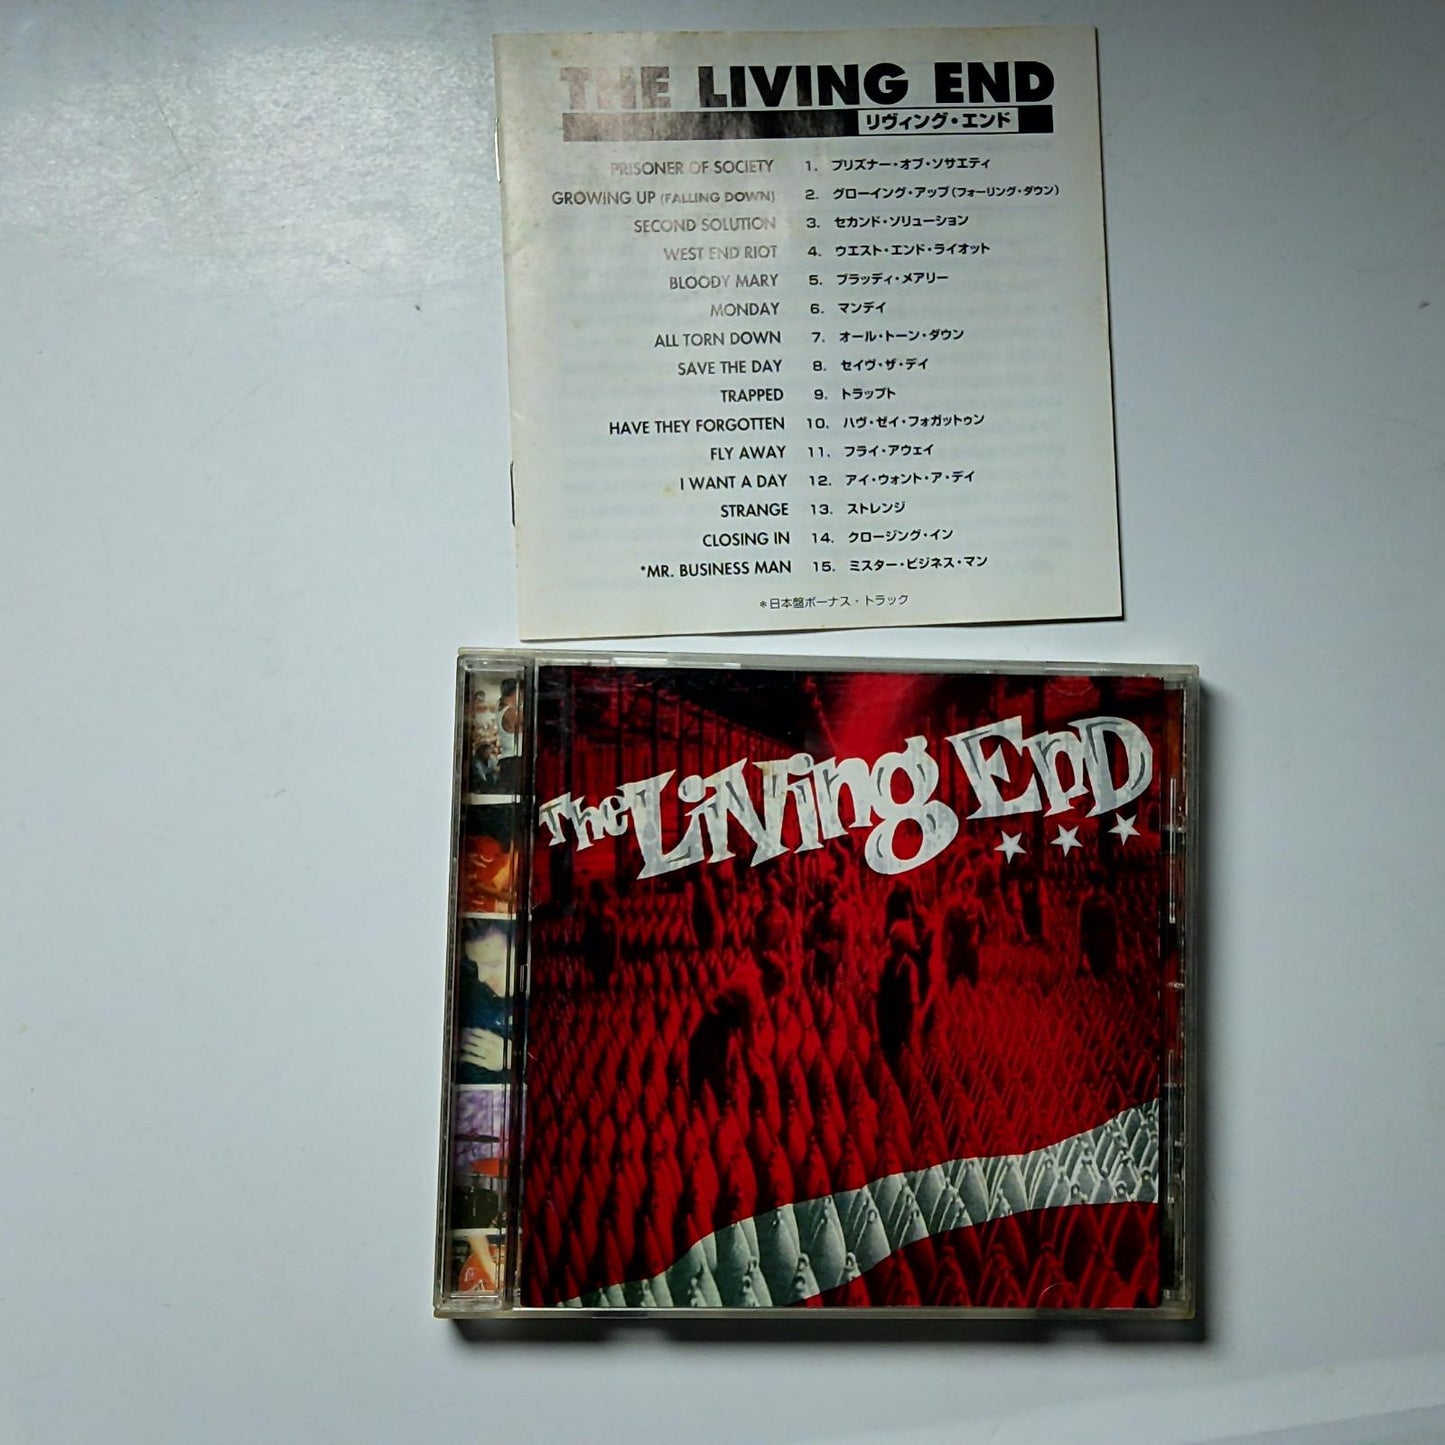 THE LIVING END
リヴィング・エンド
PRISONER OF SOCIETY 1. プリズナー・オブ・ソサエティ
GROWING UP (FALLING DOWN) 2. グローイング・アップ(フォーリング・ダウン)
SECOND SOLUTION 3. セカンド・ソリューション
WEST END RIOT 4. ウエスト・エンド・ライオット
BLOODY MARY 5. ブラッディ・メアリー
MONDAY 6. マンデイ
ALL TORN DOWN 7. オール・トーン・ダウン
SAVE THE DAY 8. セイヴ・ザ・デイ
TRAPPED 9. トラップト
HAVE THEY FORGOTTEN 10. ハヴ・ゼイ・フォガットゥン
FLY AWAY 11. フライ・アウェイ
I WANT A DAY 12. アイ・ウォント・ア・デイ
STRANGE 13. ストレンジ
CLOSING IN 14. クロージング・イン
*MR. BUSINESS MAN 15. ミスター・ビジネス・マン
*日本盤ボーナス・トラック
The Living End